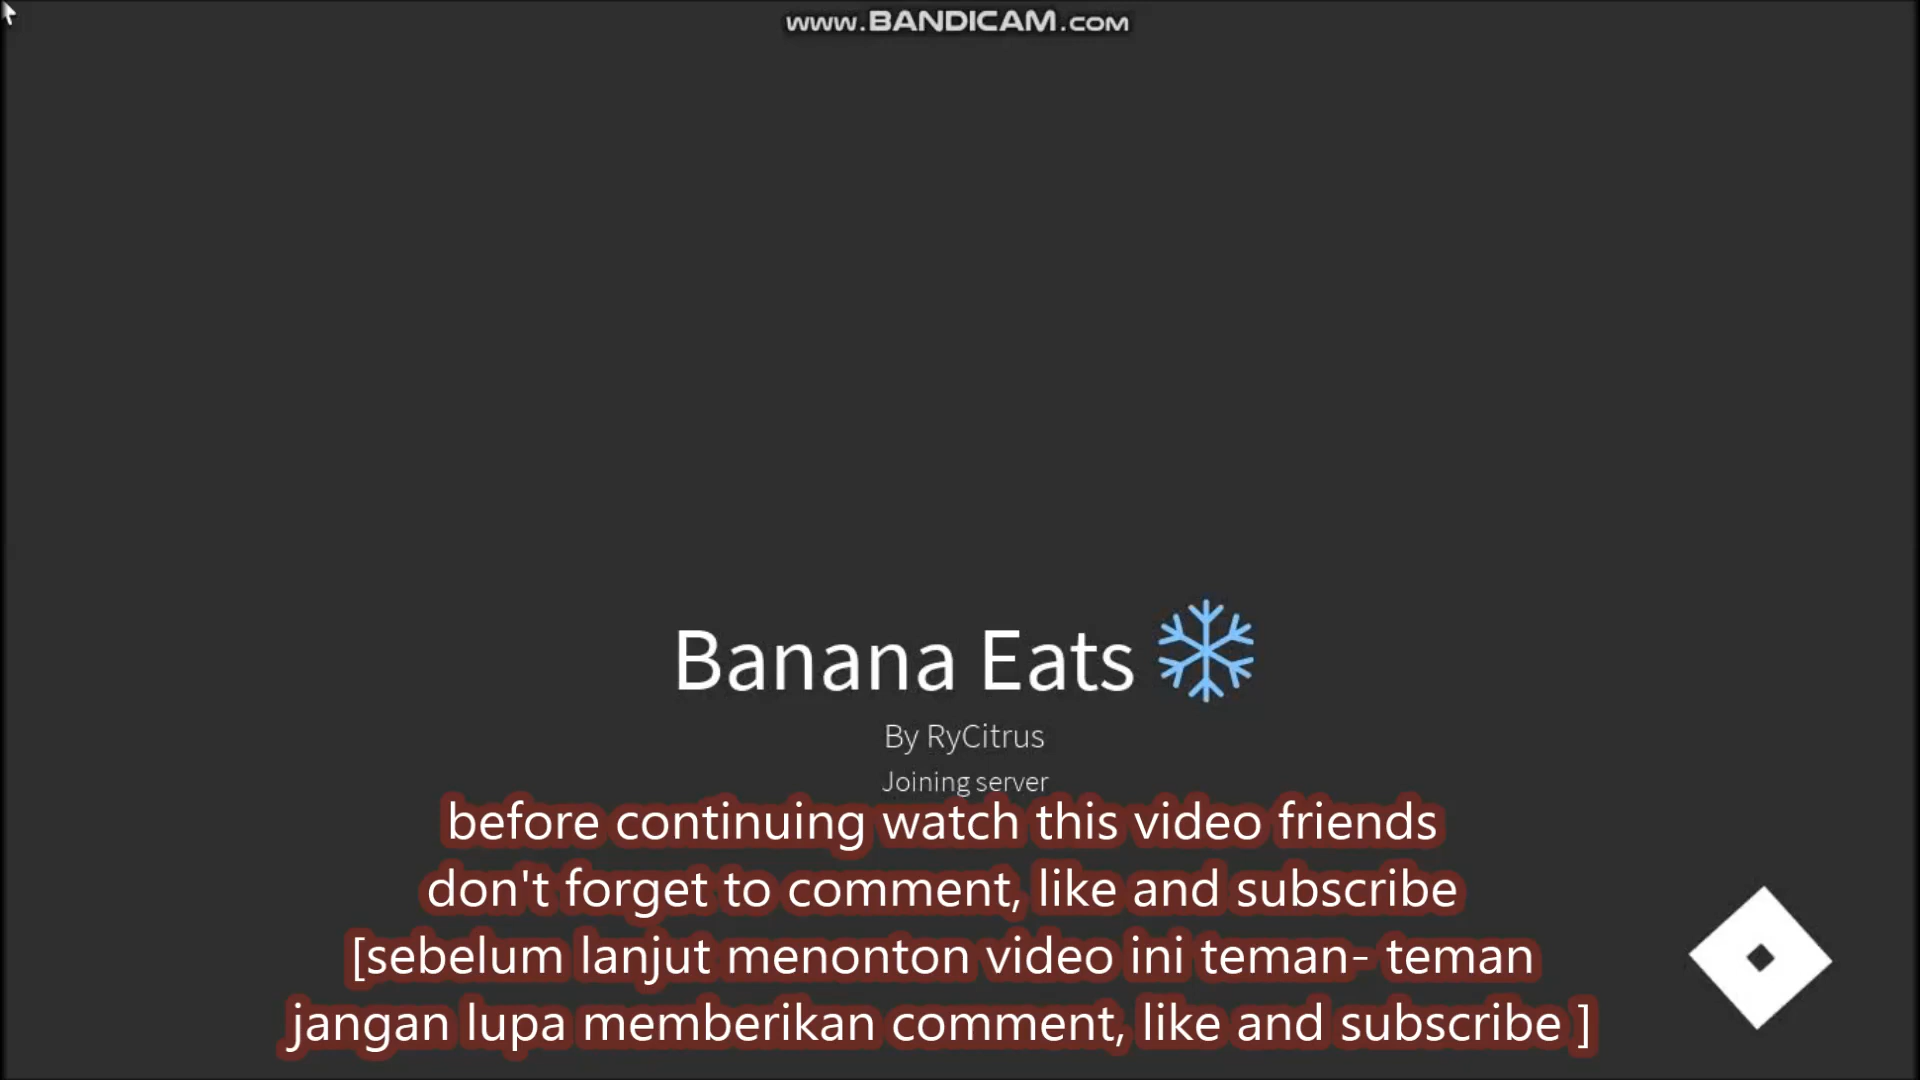 www.BANDICAM.com
Banana Eats ❄
By RyCitrus
Joining server
before continuing watch this video friends
don't forget to comment, like and subscribe
[sebelum lanjut menonton video ini teman- teman
jangan lupa memberikan comment, like and subscribe ]